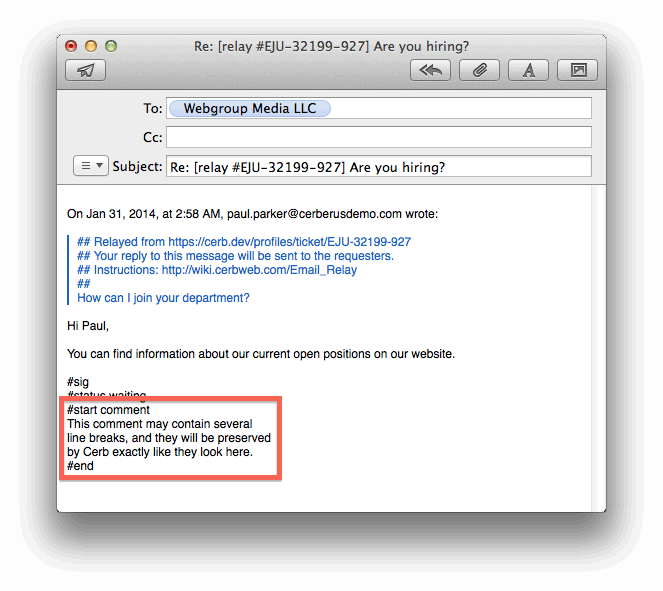 Re: [relay #EJU-32199-927] Are you hiring?
To: Webgroup Media LLC
Cc:
Subject: Re: [relay #EJU-32199-927] Are you hiring?
On Jan 31, 2014, at 2:58 AM, paul.parker@cerberusdemo.com wrote:
## Relayed from https://cerb.dev/profiles/ticket/EJU-32199-927
## Your reply to this message will be sent to the requesters.
## Instructions: http://wiki.cerbweb.com/Email_Relay
##
How can I join your department?
Hi Paul,
You can find information about our current open positions on our website.
#sig
#status waiting
#start comment
This comment may contain several
line breaks, and they will be preserved
by Cerb exactly like they look here.
#end